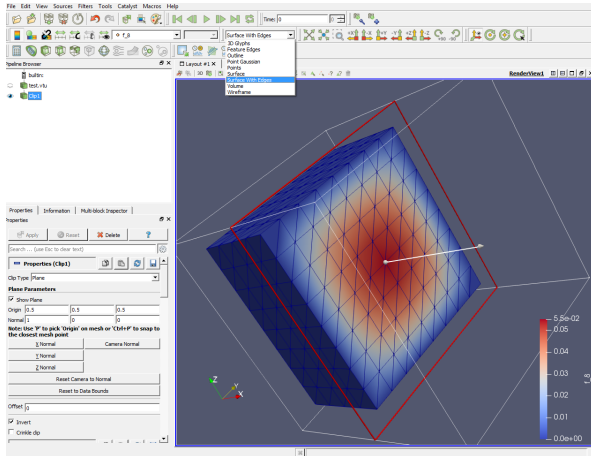 File Edit View Sources Filters Tools Catalyst Macros Help
Time: 0
0
f_8
Surface With Edges
3D Glyphs
Feature Edges
Outline
Point Gaussian
Points
Surface
Surface With Edges
Volume
Wireframe
Pipeline Browser
builtin:
test.vtu
Clip1
Layout #1
3D
RenderView1
Properties Information Multi-block Inspector
Properties
Apply Reset Delete ?
Search ... (use Esc to clear text)
Properties (Clip1)
Clip Type Plane
Plane Parameters
Show Plane
Origin 0.5 0.5 0.5
Normal 1 0 0
Note: Use 'P' to pick 'Origin' on mesh or 'Ctrl+P' to snap to
the closest mesh point
X Normal Camera Normal
Y Normal
Z Normal
Reset Camera to Normal
Reset to Data Bounds
Offset 0
Invert
Crinkle clip
Z
Y
X
5.5e-02
0.05
0.04
0.03
0.02
0.01
0.0e+00
f_8